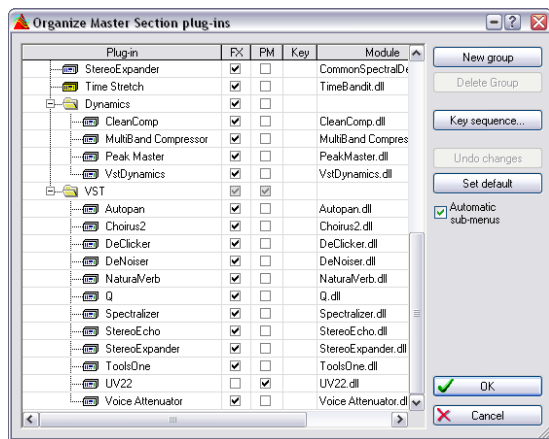 Organize Master Section plug-ins
Plug-in FX PM Key Module
StereoExpander CommonSpectralDe
Time Stretch TimeBandit.dll
Dynamics
CleanComp CleanComp.dll
MultiBand Compressor MultiBand Compres
Peak Master PeakMaster.dll
VstDynamics VstDynamics.dll
VST
Autopan Autopan.dll
Choirus2 Choirus2.dll
DeClicker DeClicker.dll
DeNoiser DeNoiser.dll
NaturalVerb NaturalVerb.dll
Q Q.dll
Spectralizer Spectralizer.dll
StereoEcho StereoEcho.dll
StereoExpander StereoExpander.dll
ToolsOne ToolsOne.dll
UV22 UV22.dll
Voice Attenuator Voice Attenuator.dl
New group
Delete Group
Key sequence...
Undo changes
Set default
Automatic
sub-menus
OK
Cancel